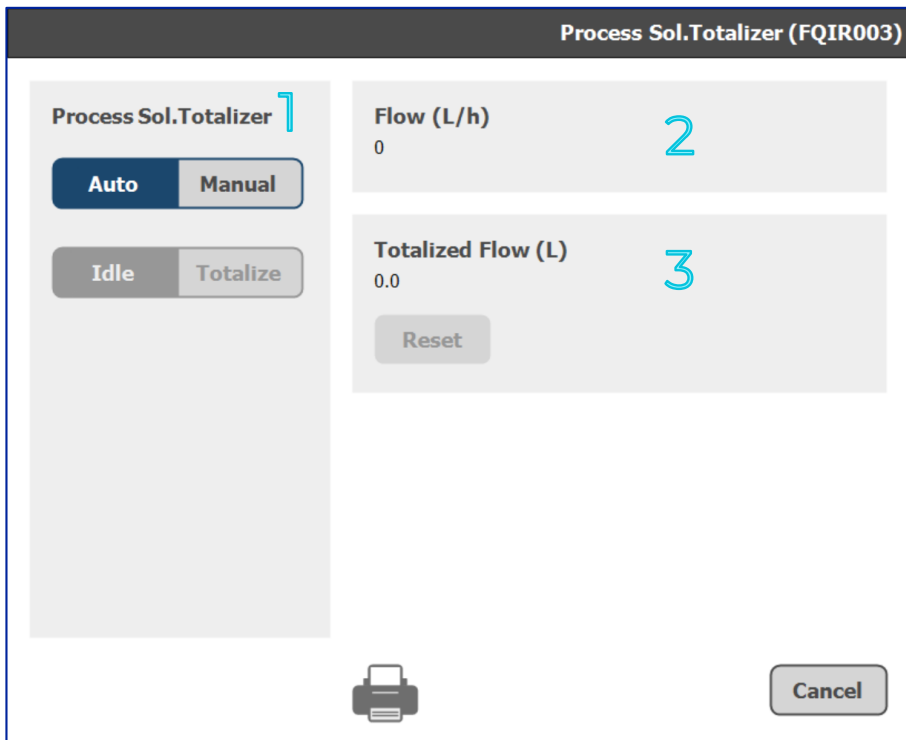 Process Sol.Totalizer (FQIR003)
Process Sol.Totalizer 1
Auto Manual
Idle Totalize
Flow (L/h)
0
2
Totalized Flow (L)
0.0
3
Reset
Cancel